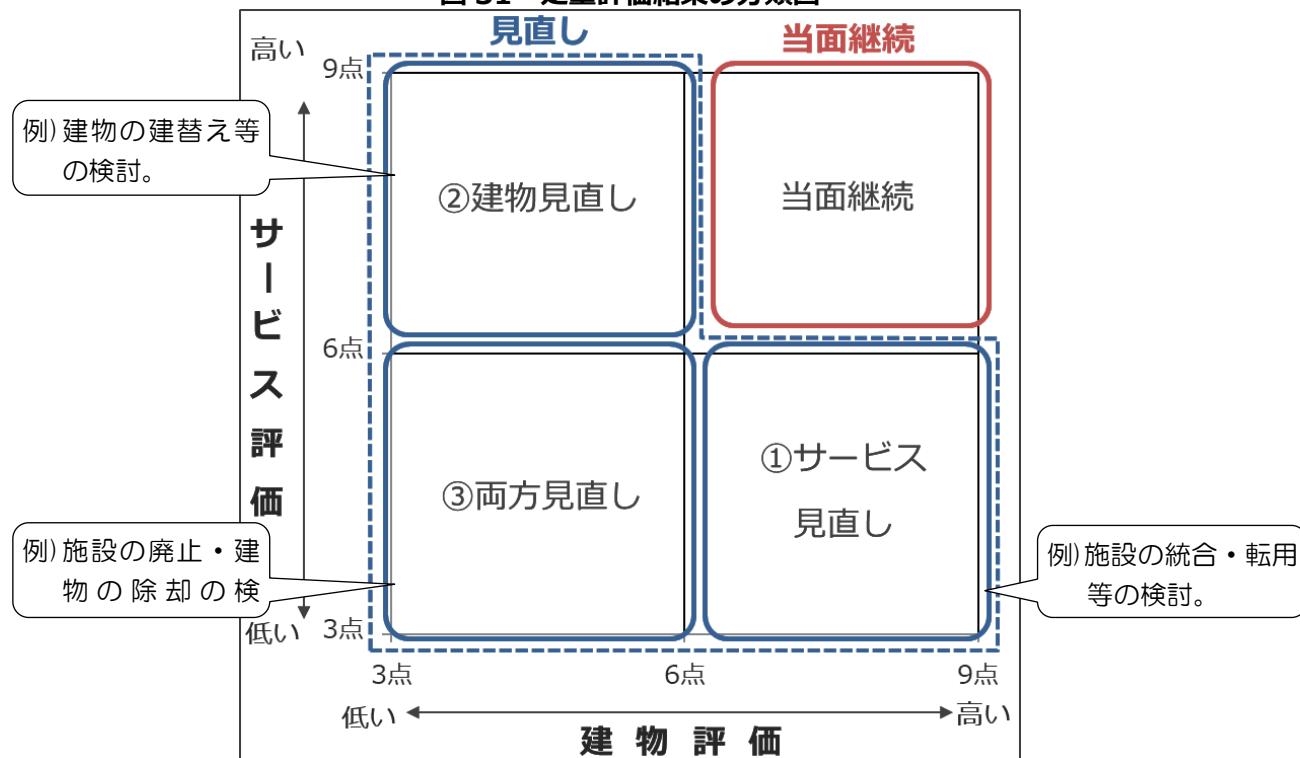 見直し
当面継続
高い
9点
例)建物の建替え等
の検討。
②建物見直し
当面継続
サービス評価
6点
①サービス
見直し
③両方見直し
例)施設の廃止・建
物の除却の検
例)施設の統合・転用
等の検討。
低い
3点
3点
6点
9点
低い
高い
建物評価